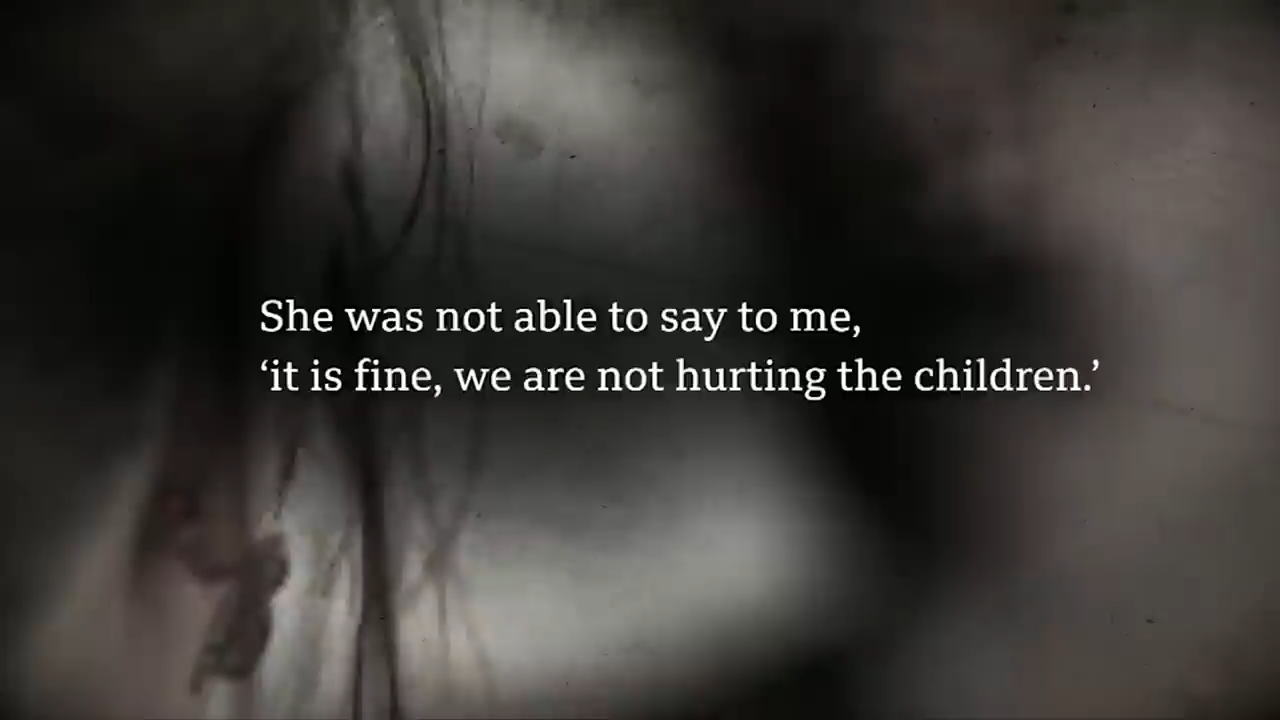 She was not able to say to me,
‘it is fine, we are not hurting the children.’